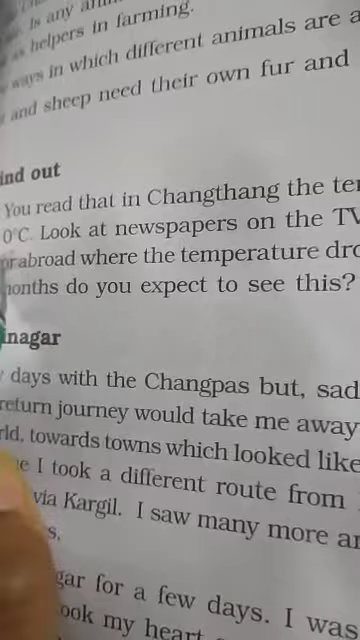 Is any
helpers in farming.
ways in which different animals are
and sheep need their own fur and
ind out
You read that in Changthang the te
0°C. Look at newspapers on the TV
or abroad where the temperature dro
onths do you expect to see this?
inagar
days with the Changpas but, sad
return journey would take me away
rld, towards towns which looked like
e I took a different route from
via Kargil. I saw many more a
s,
gar for a few days. I was
ook my heart